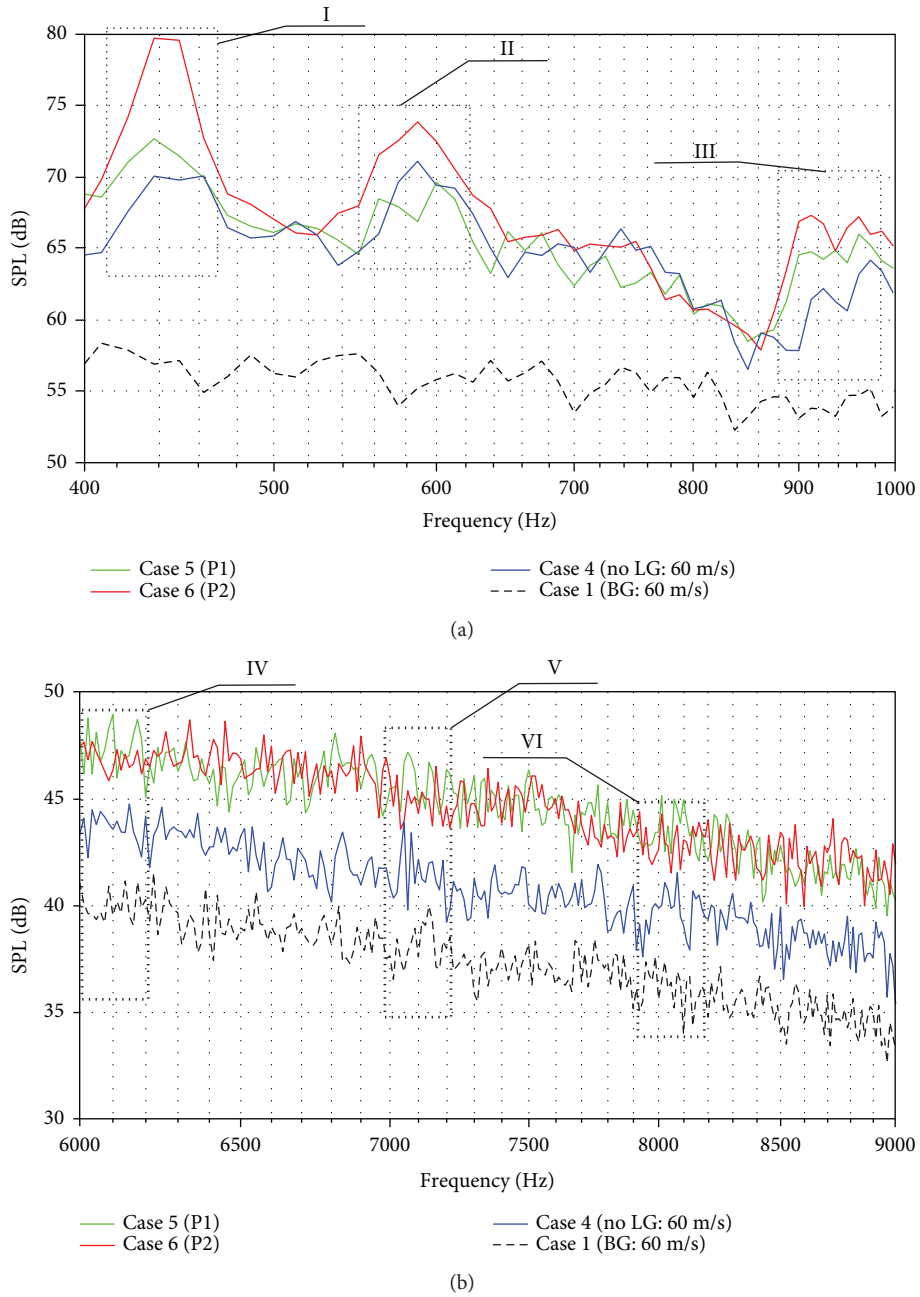 I
II
III
80
75
70
65
60
55
50
SPL (dB)
400 500 600 700 800 900 1000
Frequency (Hz)
Case 5 (P1) Case 4 (no LG: 60 m/s)
Case 6 (P2) Case 1 (BG: 60 m/s)
(a)
IV V
VI
50
45
40
35
30
SPL (dB)
6000 6500 7000 7500 8000 8500 9000
Frequency (Hz)
Case 5 (P1) Case 4 (no LG: 60 m/s)
Case 6 (P2) Case 1 (BG: 60 m/s)
(b)